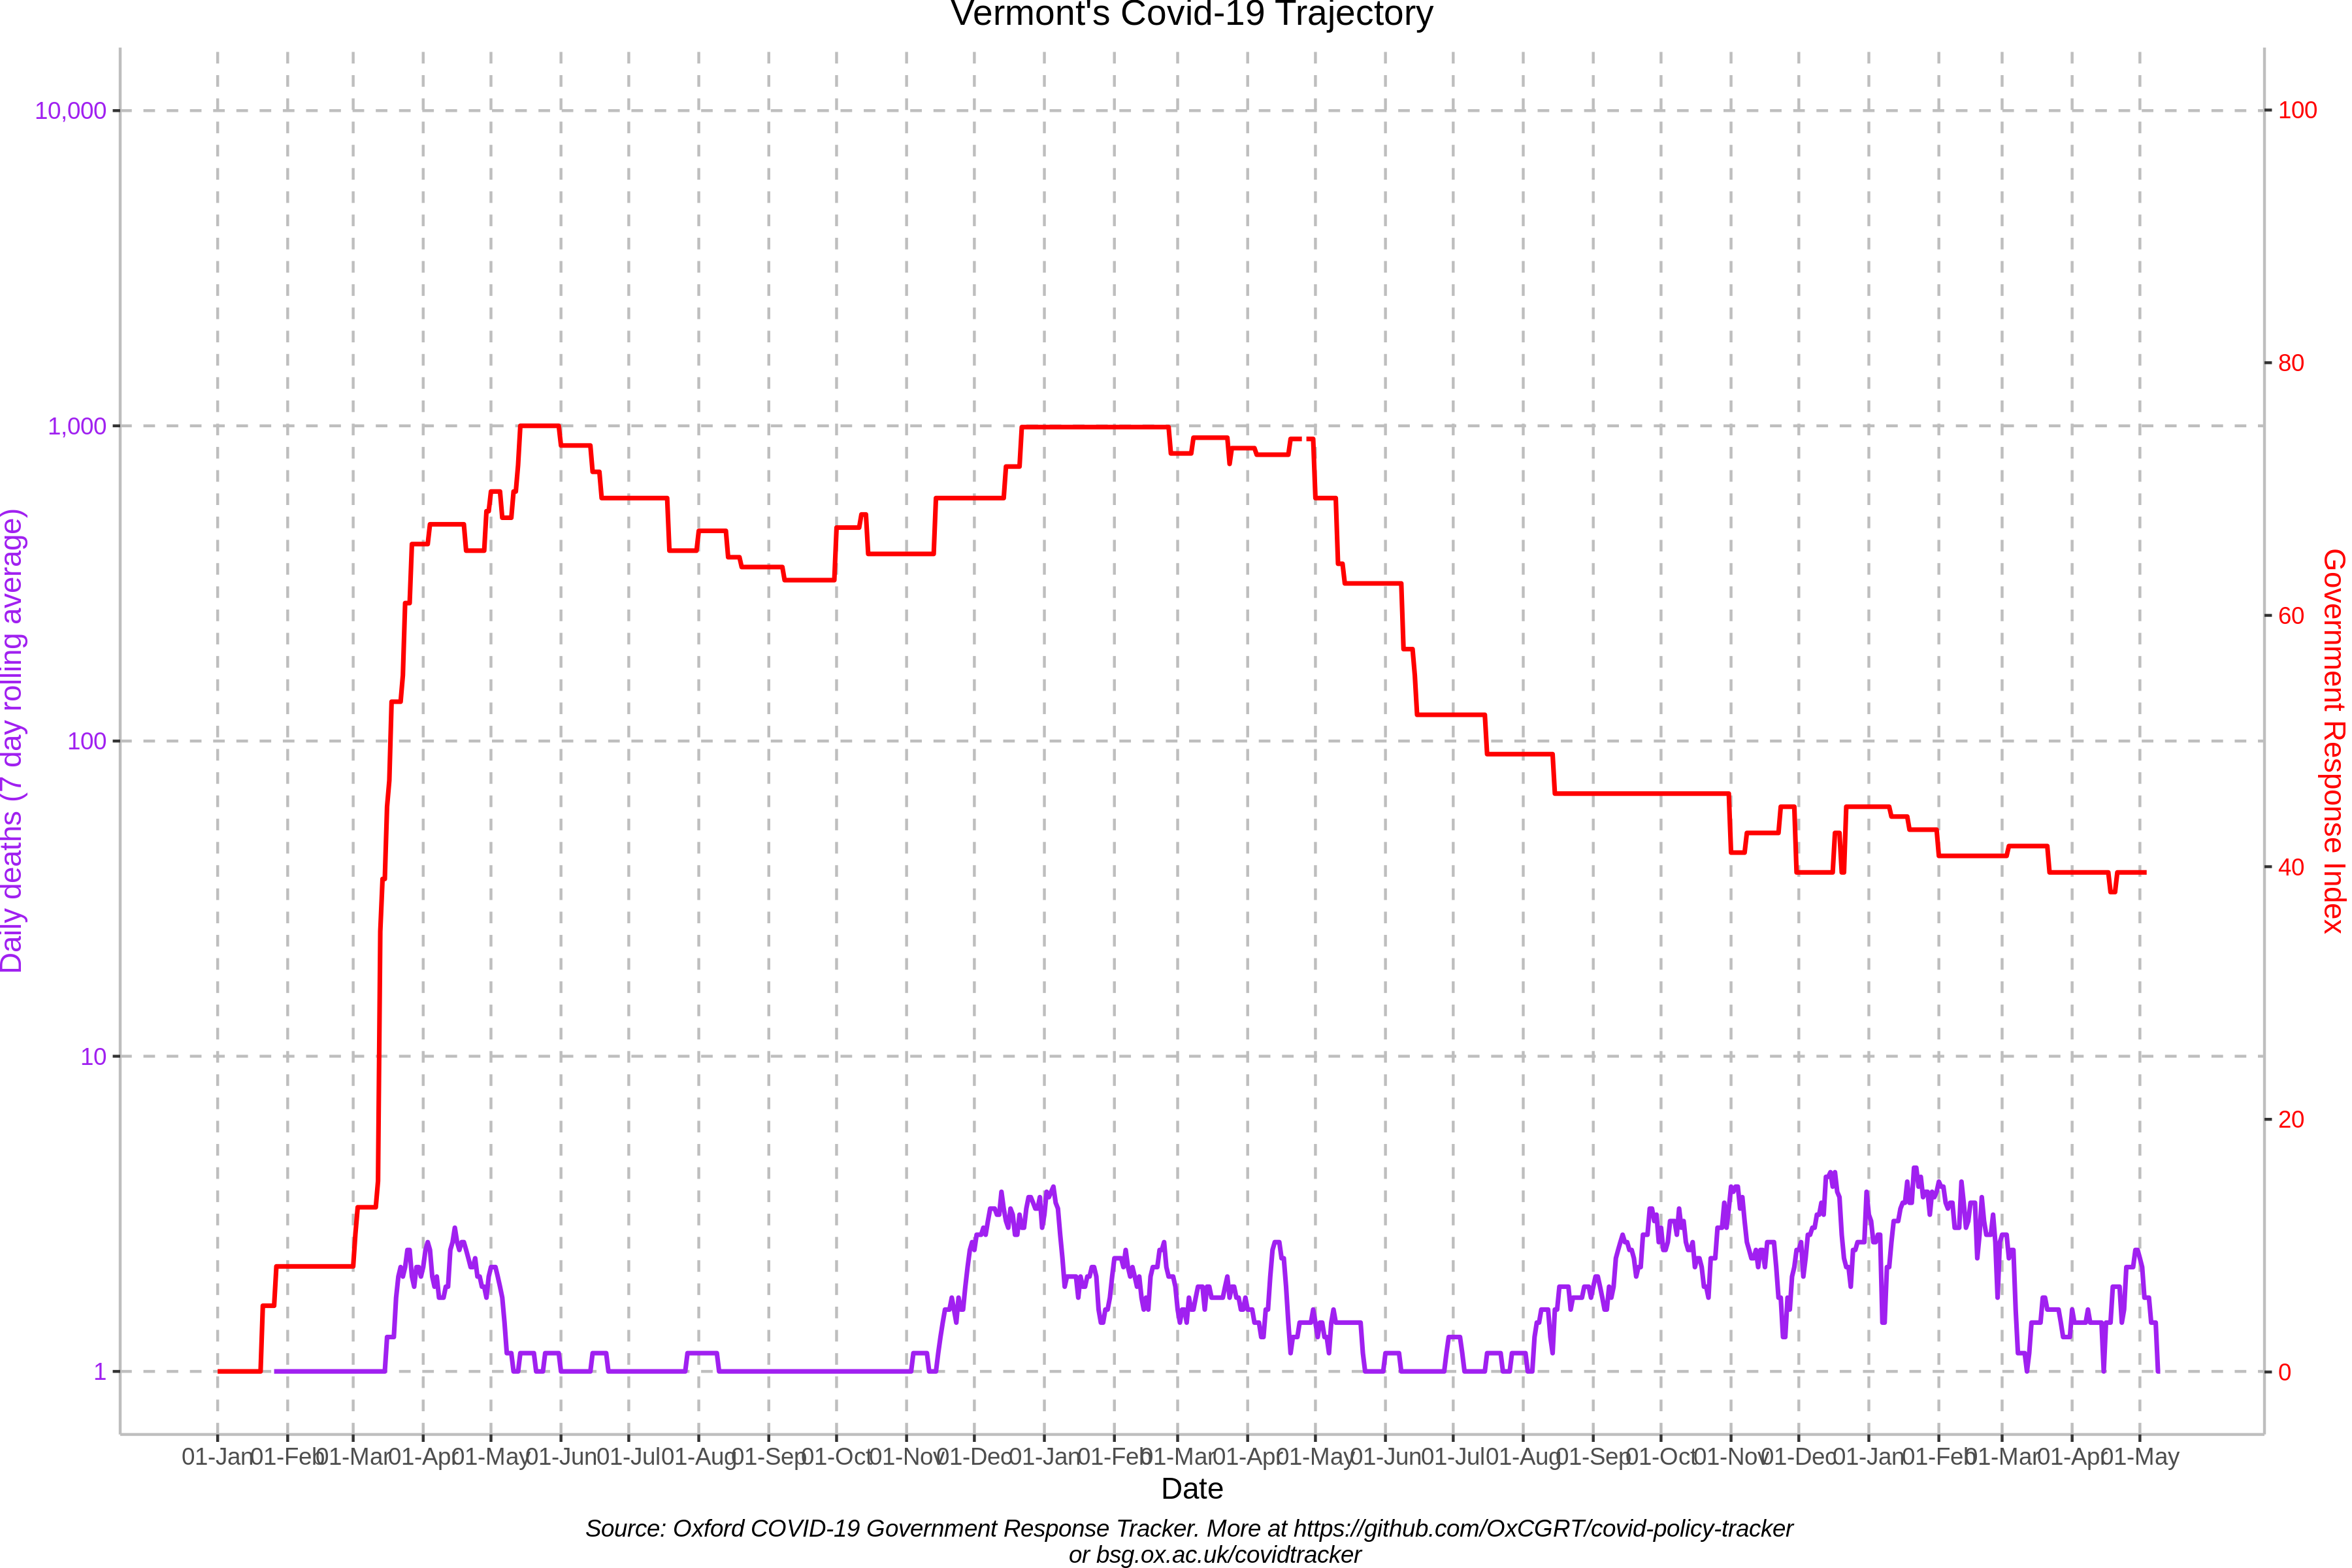 Vermont's Covid-19 Trajectory
10,000
1,000
100
10
1
Daily deaths (7 day rolling average)
100
80
60
40
20
0
Government Response Index
01-Jan 01-Feb 01-Mar 01-Apr 01-May 01-Jun 01-Jul 01-Aug 01-Sep 01-Oct 01-Nov 01-Dec 01-Jan 01-Feb 01-Mar 01-Apr 01-May 01-Jun 01-Jul 01-Aug 01-Sep 01-Oct 01-Nov 01-Dec 01-Jan 01-Feb 01-Mar 01-Apr 01-May
Date
Source: Oxford COVID-19 Government Response Tracker. More at https://github.com/OxCGRT/covid-policy-tracker
or bsg.ox.ac.uk/covidtracker